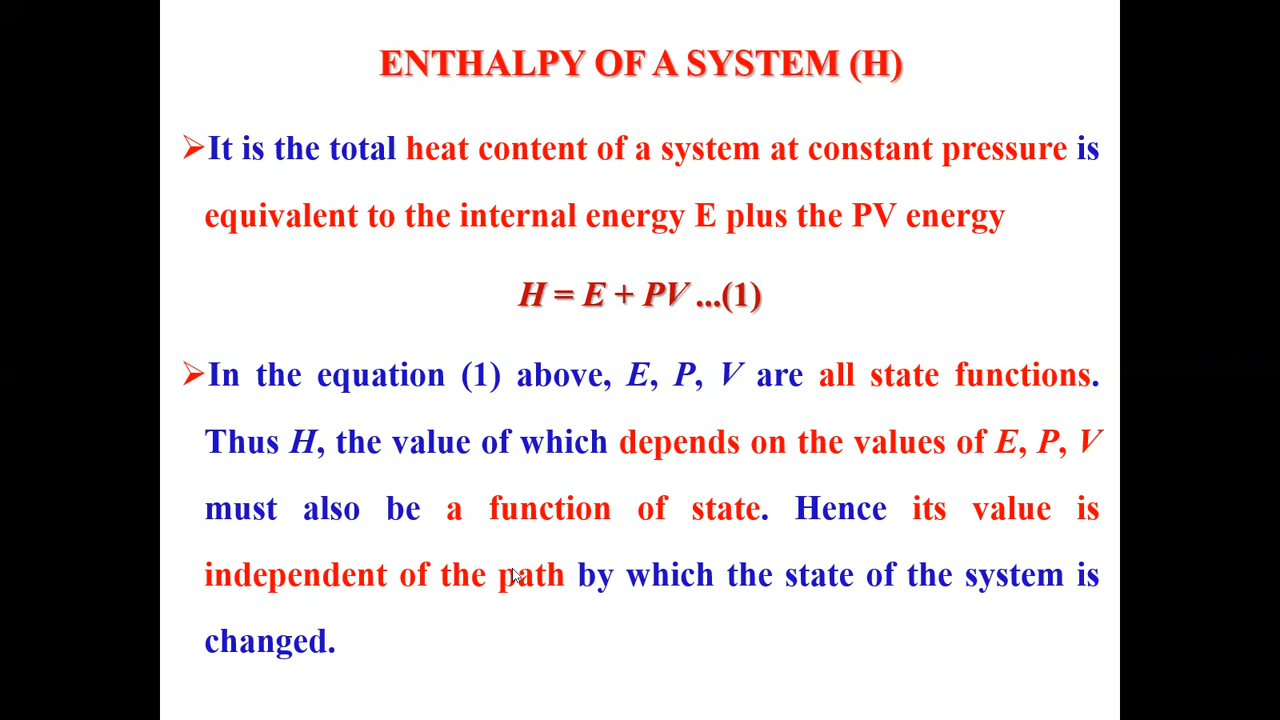 ENTHALPY OF A SYSTEM (H)
➢It is the total heat content of a system at constant pressure is
equivalent to the internal energy E plus the PV energy
H = E + PV ...(1)
➢In the equation (1) above, E, P, V are all state functions.
Thus H, the value of which depends on the values of E, P, V
must also be a function of state. Hence its value is
independent of the path by which the state of the system is
changed.